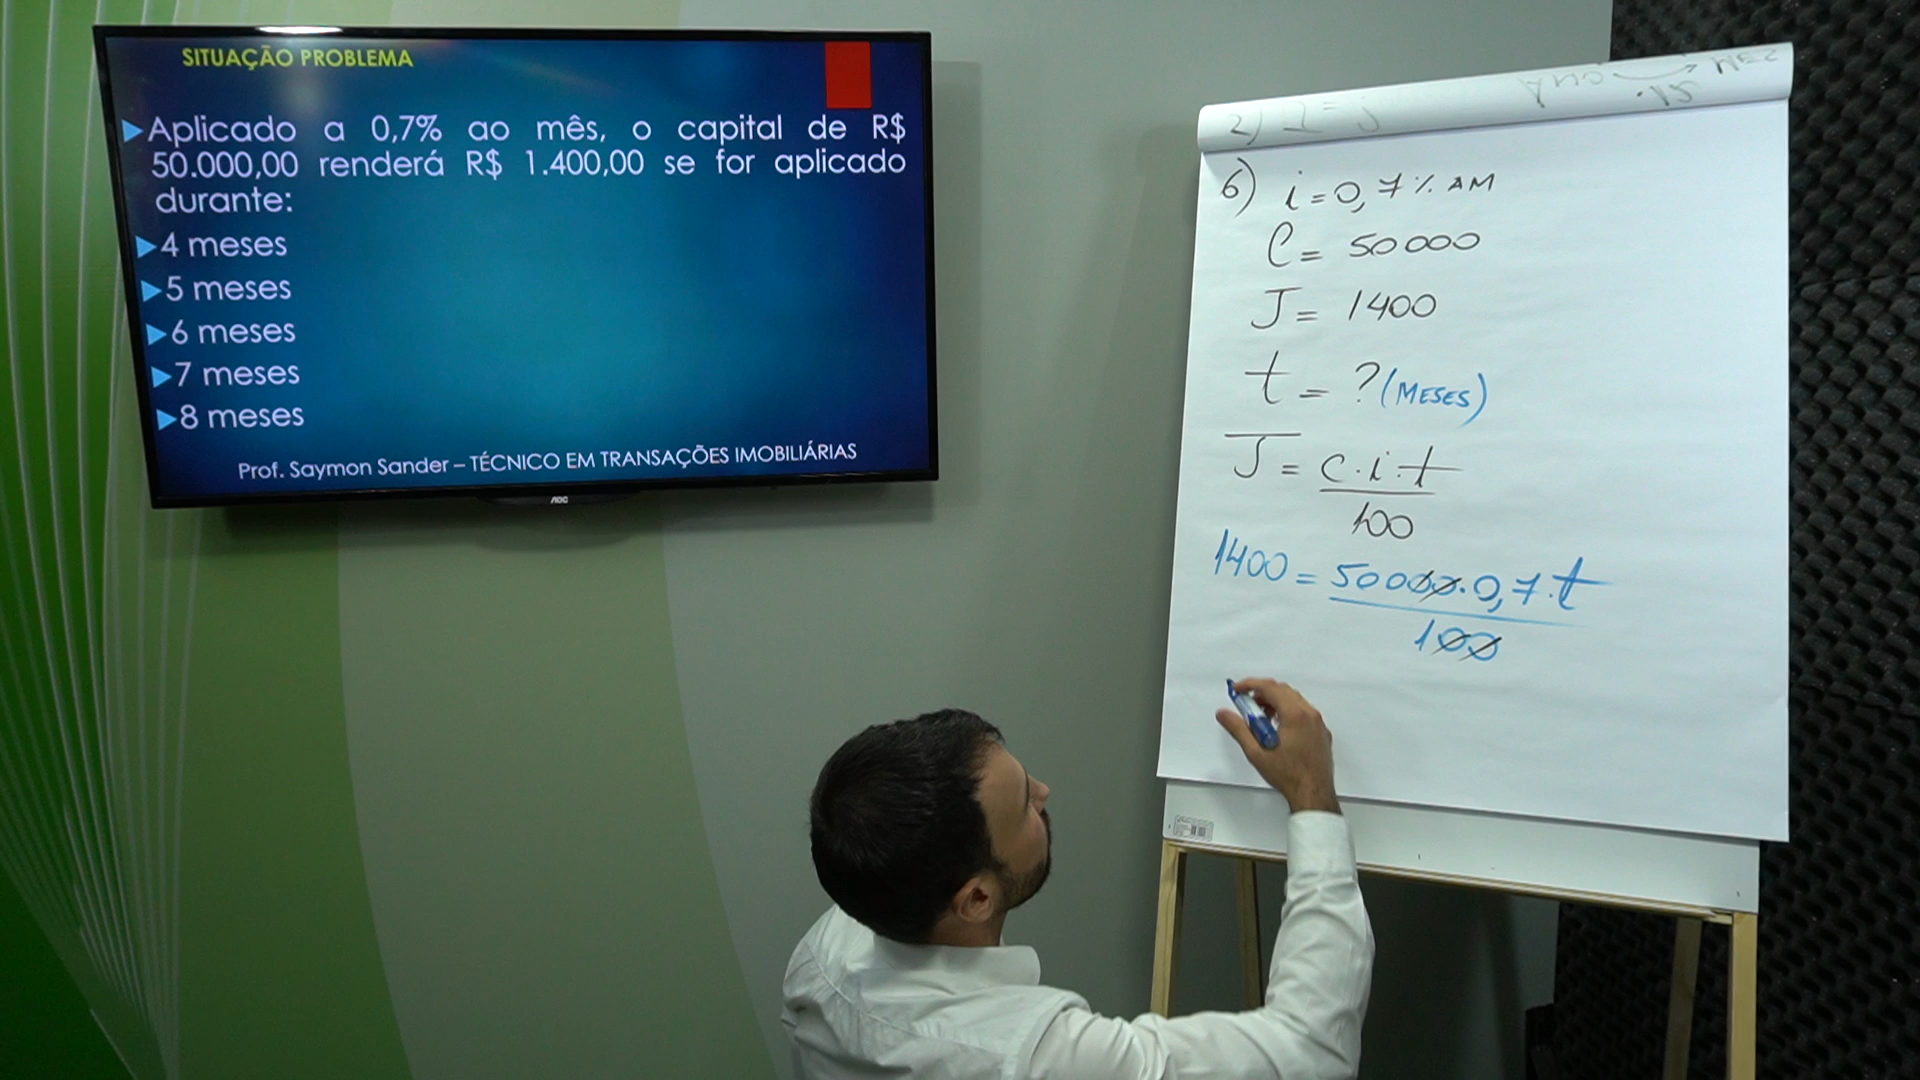 SITUAÇÃO PROBLEMA
Aplicado a 0,7% ao mês, o capital de R$
50.000,00 renderá R$ 1.400,00 se for aplicado
durante:
4 meses
5 meses
6 meses
7 meses
8 meses
Prof. Saymon Sander – TÉCNICO EM TRANSAÇÕES IMOBILIÁRIAS
AOC
6) i = 0,7% AM
C = 50000
J = 1400
t = ? (MESES)
J = c.i.t
100
1400 = 50000.0,7.t
100